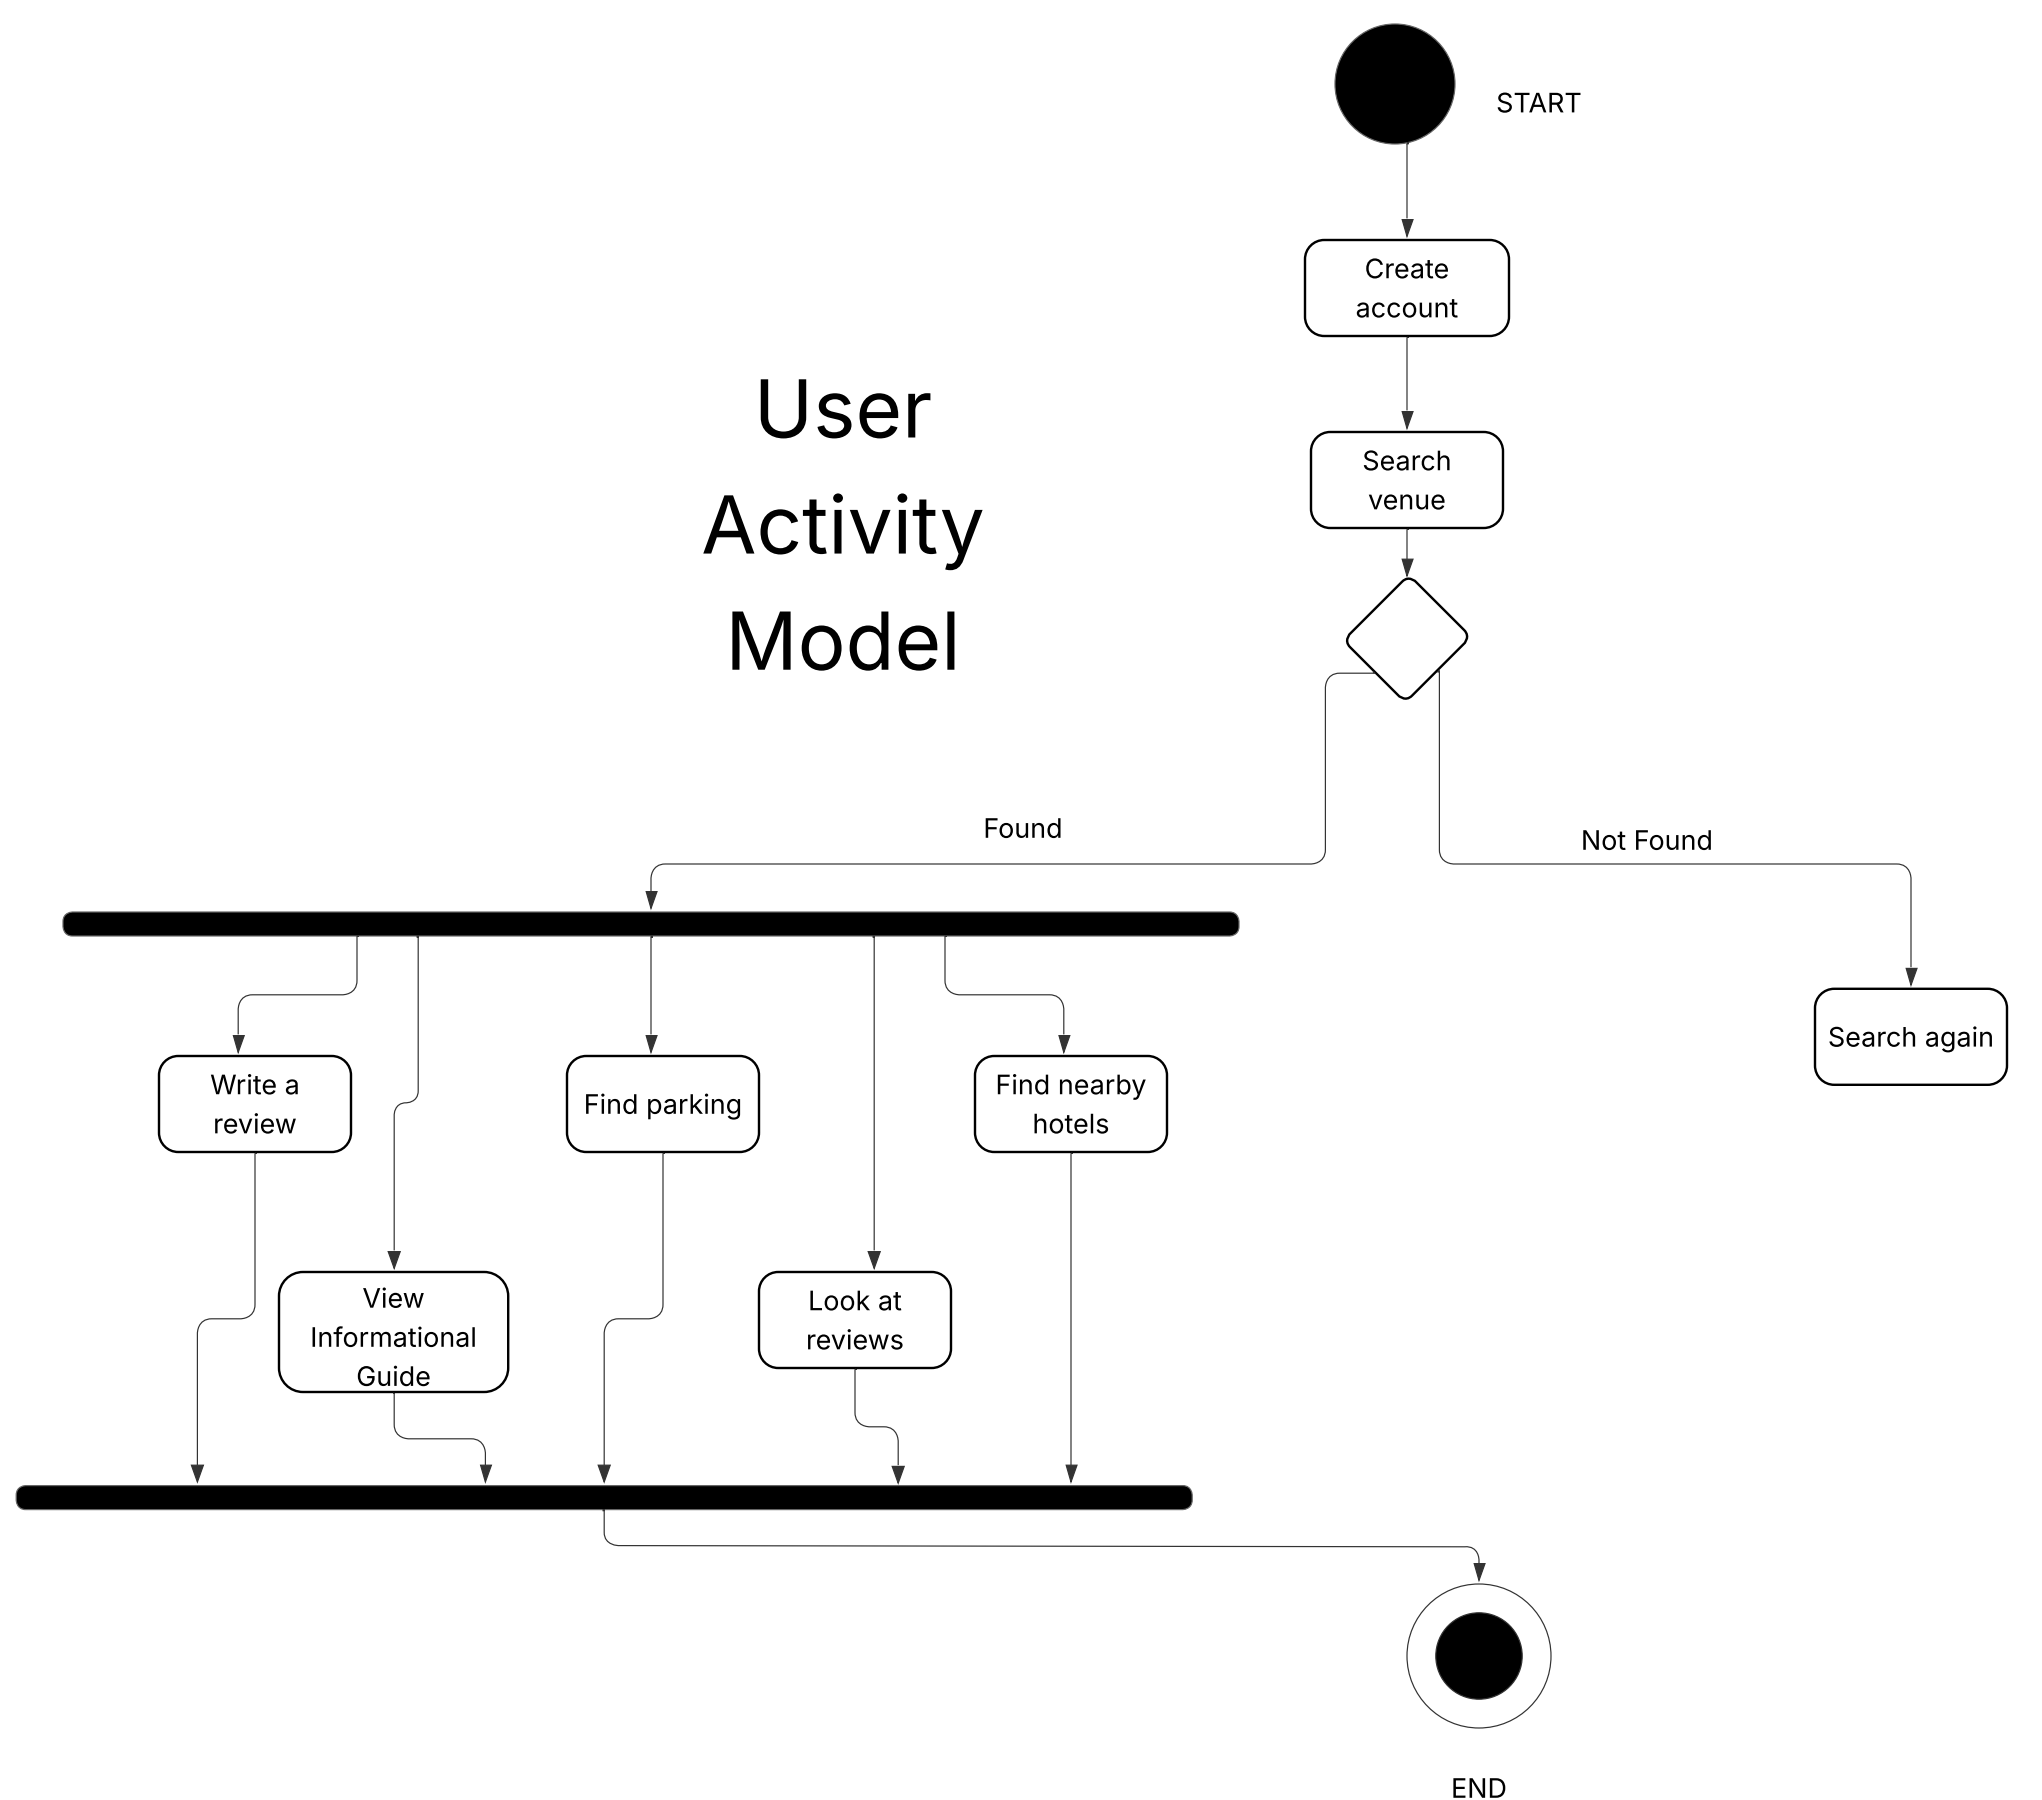 START
Create
account
User
Activity
Model
Search
venue
Found
Not Found
Write a
review
Find parking
Find nearby
hotels
Search again
View
Informational
Guide
Look at
reviews
END